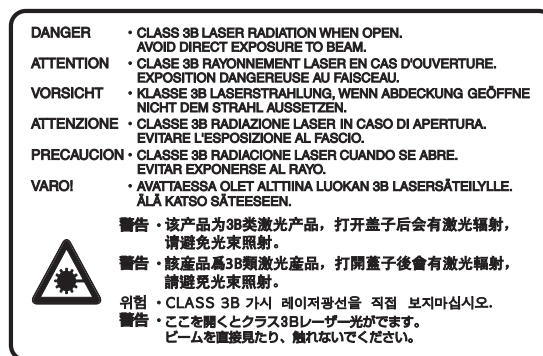 DANGER · CLASS 3B LASER RADIATION WHEN OPEN.
AVOID DIRECT EXPOSURE TO BEAM.
ATTENTION · CLASE 3B RAYONNEMENT LASER EN CAS D'OUVERTURE.
EXPOSITION DANGEREUSE AU FAISCEAU.
VORSICHT · KLASSE 3B LASERSTRAHLUNG, WENN ABDECKUNG GEÖFFNE
NICHT DEM STRAHL AUSSETZEN.
ATTENZIONE · CLASSE 3B RADIAZIONE LASER IN CASO DI APERTURA.
EVITARE L'ESPOSIZIONE AL FASCIO.
PRECAUCION · CLASSE 3B RADIACIONE LASER CUANDO SE ABRE.
EVITAR EXPONERSE AL RAYO.
VARO! · AVATTAESSA OLET ALTTIINA LUOKAN 3B LASERSÄTEILYLLE.
ÄLÄ KATSO SÄTEESEEN.
警告 · 该产品为3B类激光产品，打开盖子后会有激光辐射，
请避免光束照射。
警告 · 該産品爲3B類激光産品，打開蓋子後會有激光輻射，
請避免光束照射。
위험 · CLASS 3B 가시 레이저광선을 직접 보지마십시오.
警告 · ここを開くとクラス3Bレーザー光がでます。
ビームを直接見たり、触れないでください。